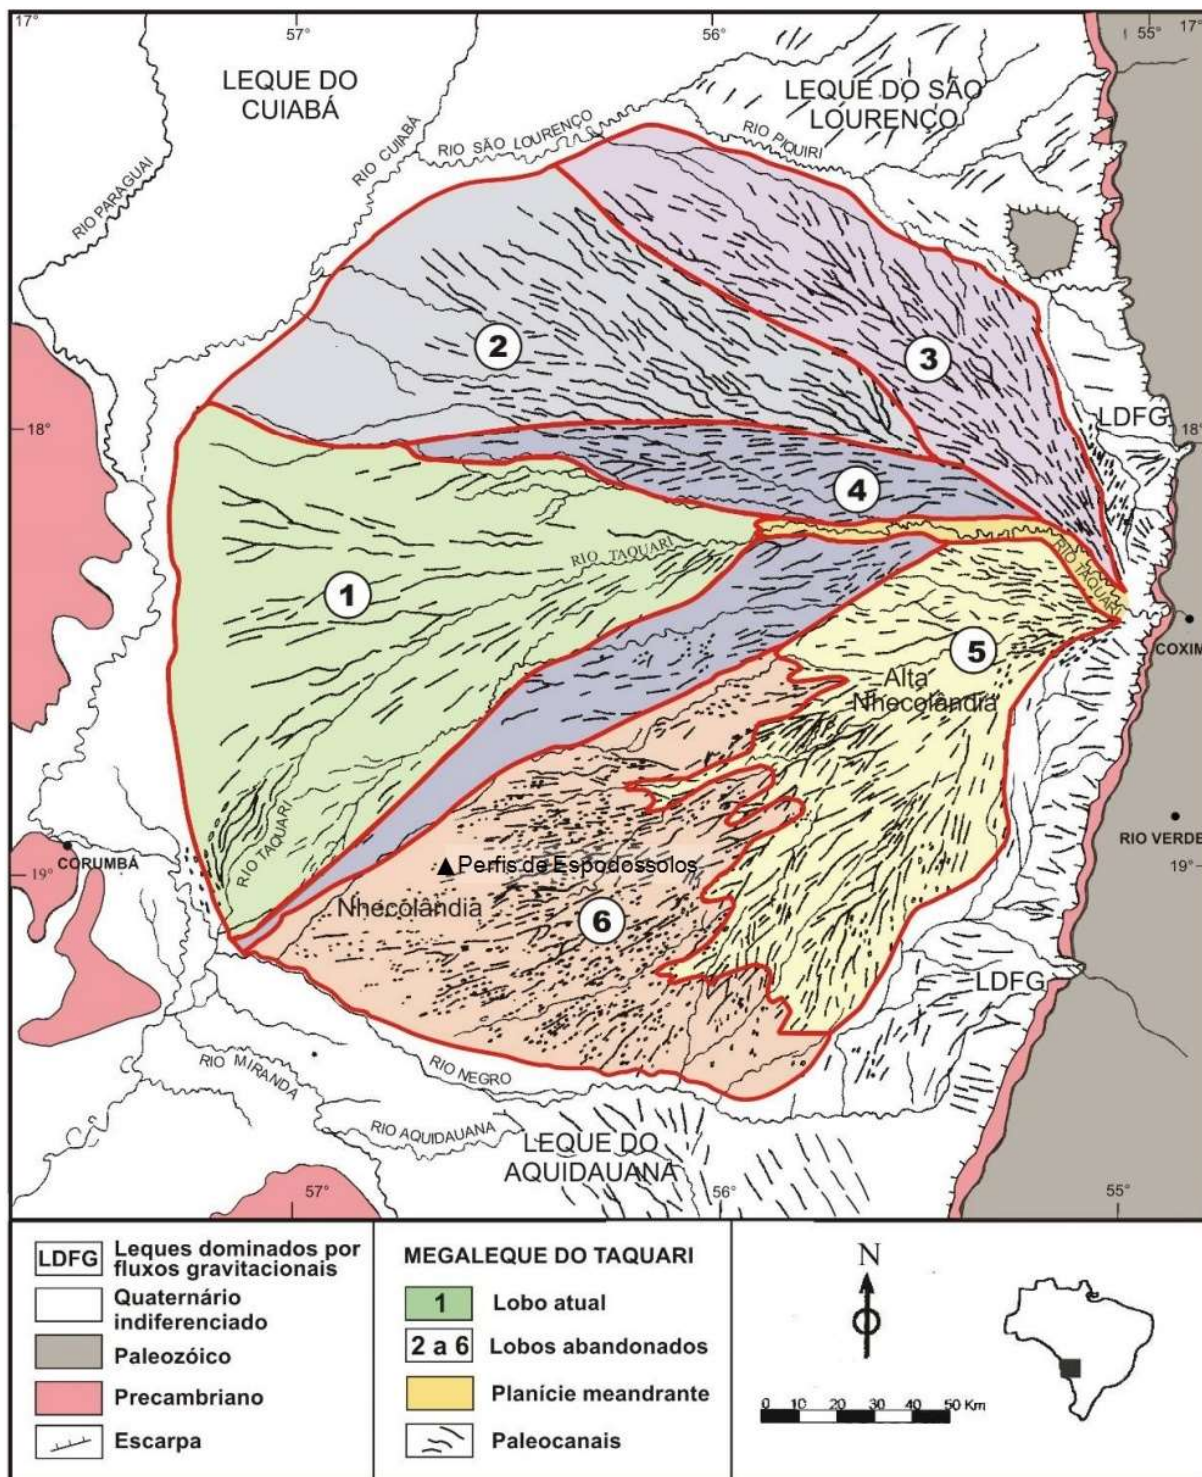 17°
57°
56°
55°
17°
LEQUE DO
CUIABÁ
LEQUE DO SÃO
LOURENÇO
RIO PARAGUAI
RIO CUIABÁ
RIO SÃO LOURENÇO
RIO PIQUIRI
2
3
18°
LDFG
18°
4
RIO TAQUARI
RIO TAQUARI
1
5
COXIM
Alta
Nhecolândia
RIO TAQUARI
RIO VERDE
CORUMBÁ
19°
Perfis de Espodossolos
19°
Nhecolândia
6
LDFG
RIO MIRANDA
RIO NEGRO
RIO AQUIDAUANA
LEQUE DO
AQUIDAUANA
57°
56°
55°
LDFG Leques dominados por
fluxos gravitacionais
Quaternário
indiferenciado
Paleozóico
Precambriano
Escarpa
MEGALEQUE DO TAQUARI
1 Lobo atual
2 a 6 Lobos abandonados
Planície meandrante
Paleocanais
N
0 10 20 30 40 50 Km